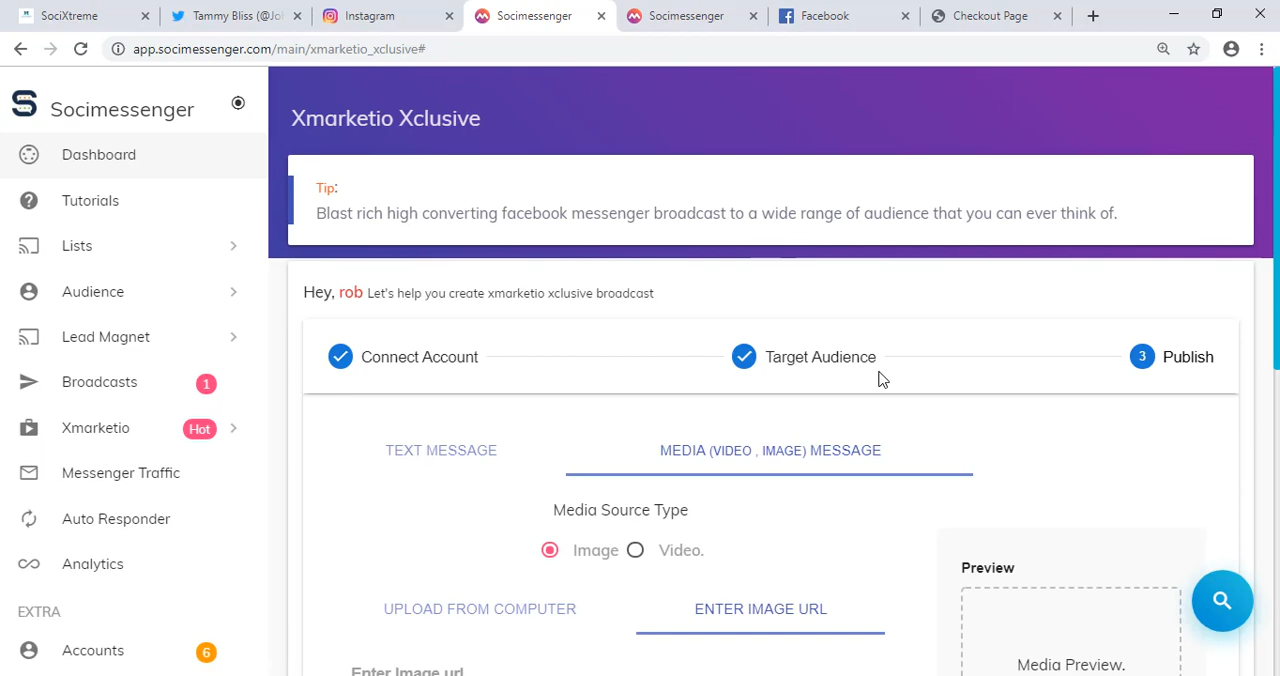 SociXtreme
Tammy Bliss (@Jo
Instagram
Socimessenger
Socimessenger
Facebook
Checkout Page
app.socimessenger.com/main/xmarketio_xclusive#
Socimessenger
Dashboard
Tutorials
Lists
Audience
Lead Magnet
Broadcasts 1
Xmarketio Hot
Messenger Traffic
Auto Responder
Analytics
EXTRA
Accounts 6
Xmarketio Xclusive
Tip:
Blast rich high converting facebook messenger broadcast to a wide range of audience that you can ever think of.
Hey, rob Let's help you create xmarketio xclusive broadcast
Connect Account
Target Audience
3 Publish
TEXT MESSAGE
MEDIA (VIDEO , IMAGE) MESSAGE
Media Source Type
Image
Video.
UPLOAD FROM COMPUTER
ENTER IMAGE URL
Enter Image url
Preview
Media Preview.